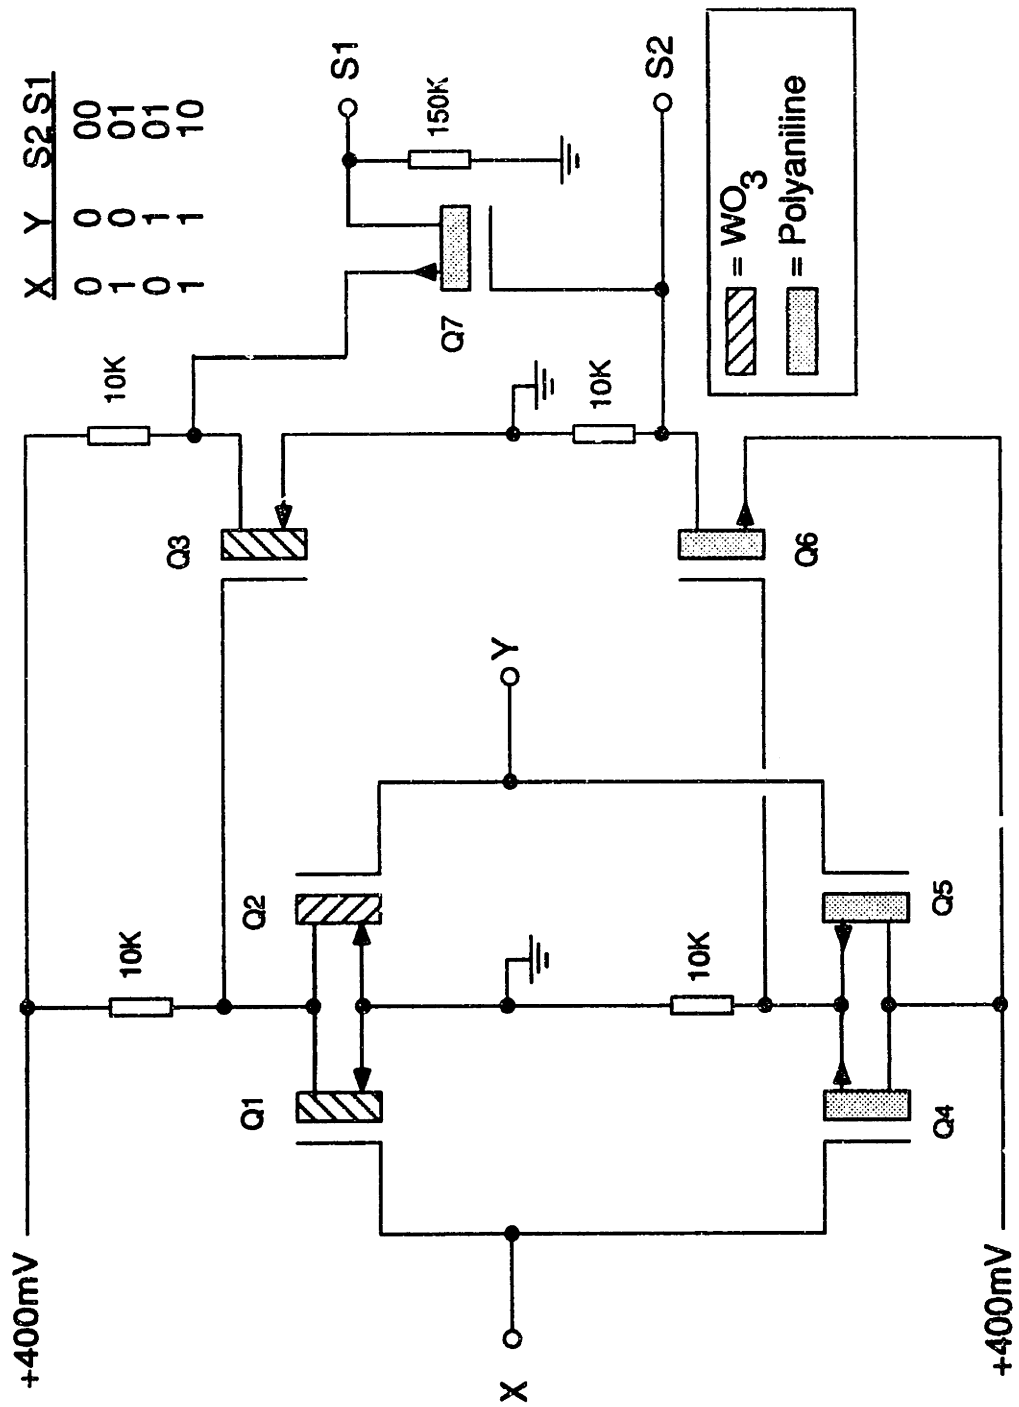 X Y S2 S1
0 0 00
1 0 01
0 1 01
1 1 10
+400mV
10K
10K
Q1
Q2
Q3
Q7
S1
150K
X
Y
10K
10K
S2
Q4
Q5
Q6
+400mV
= WO3
= Polyaniline